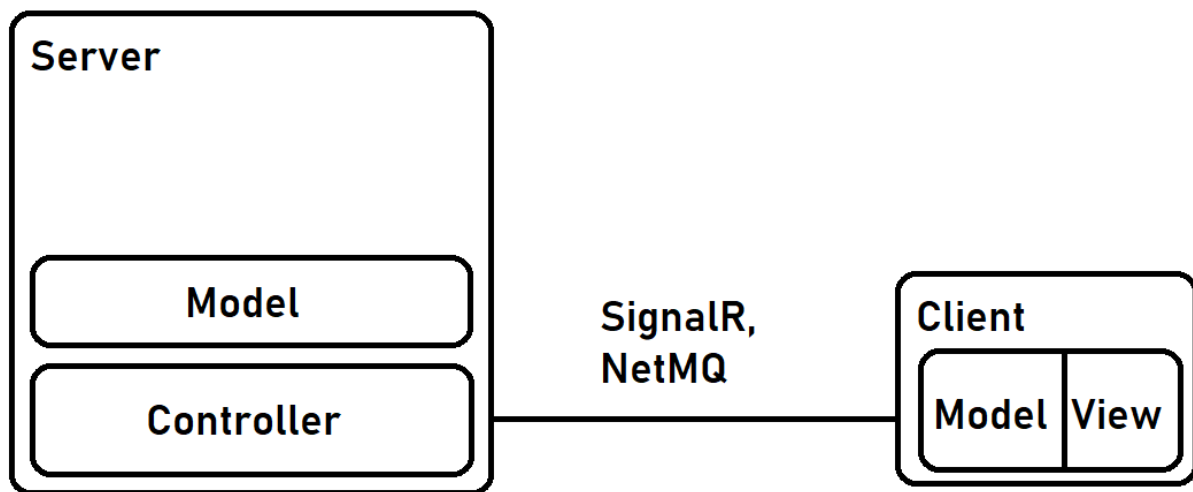 Server
Model
Controller
SignalR,
NetMQ
Client
Model
View